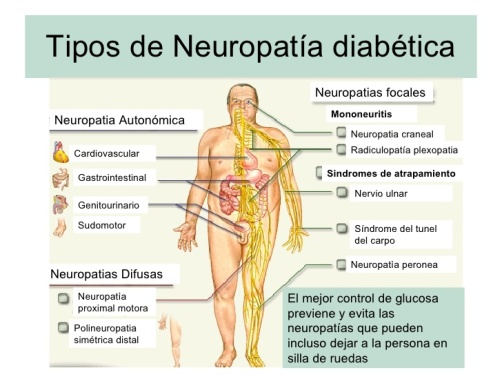 Tipos de Neuropatía diabética
Neuropatia Autonómica
Cardiovascular
Gastrointestinal
Genitourinario
Sudomotor
Neuropatias Difusas
Neuropatía
proximal motora
Polineuropatia
simétrica distal
Neuropatias focales
Mononeuritis
Neuropatia craneal
Radiculopatía plexopatia
Sindromes de atrapamiento
Nervio ulnar
Síndrome del tunel
del carpo
Neuropatía peronea
El mejor control de glucosa
previene y evita las
neuropatías que pueden
incluso dejar a la persona en
silla de ruedas